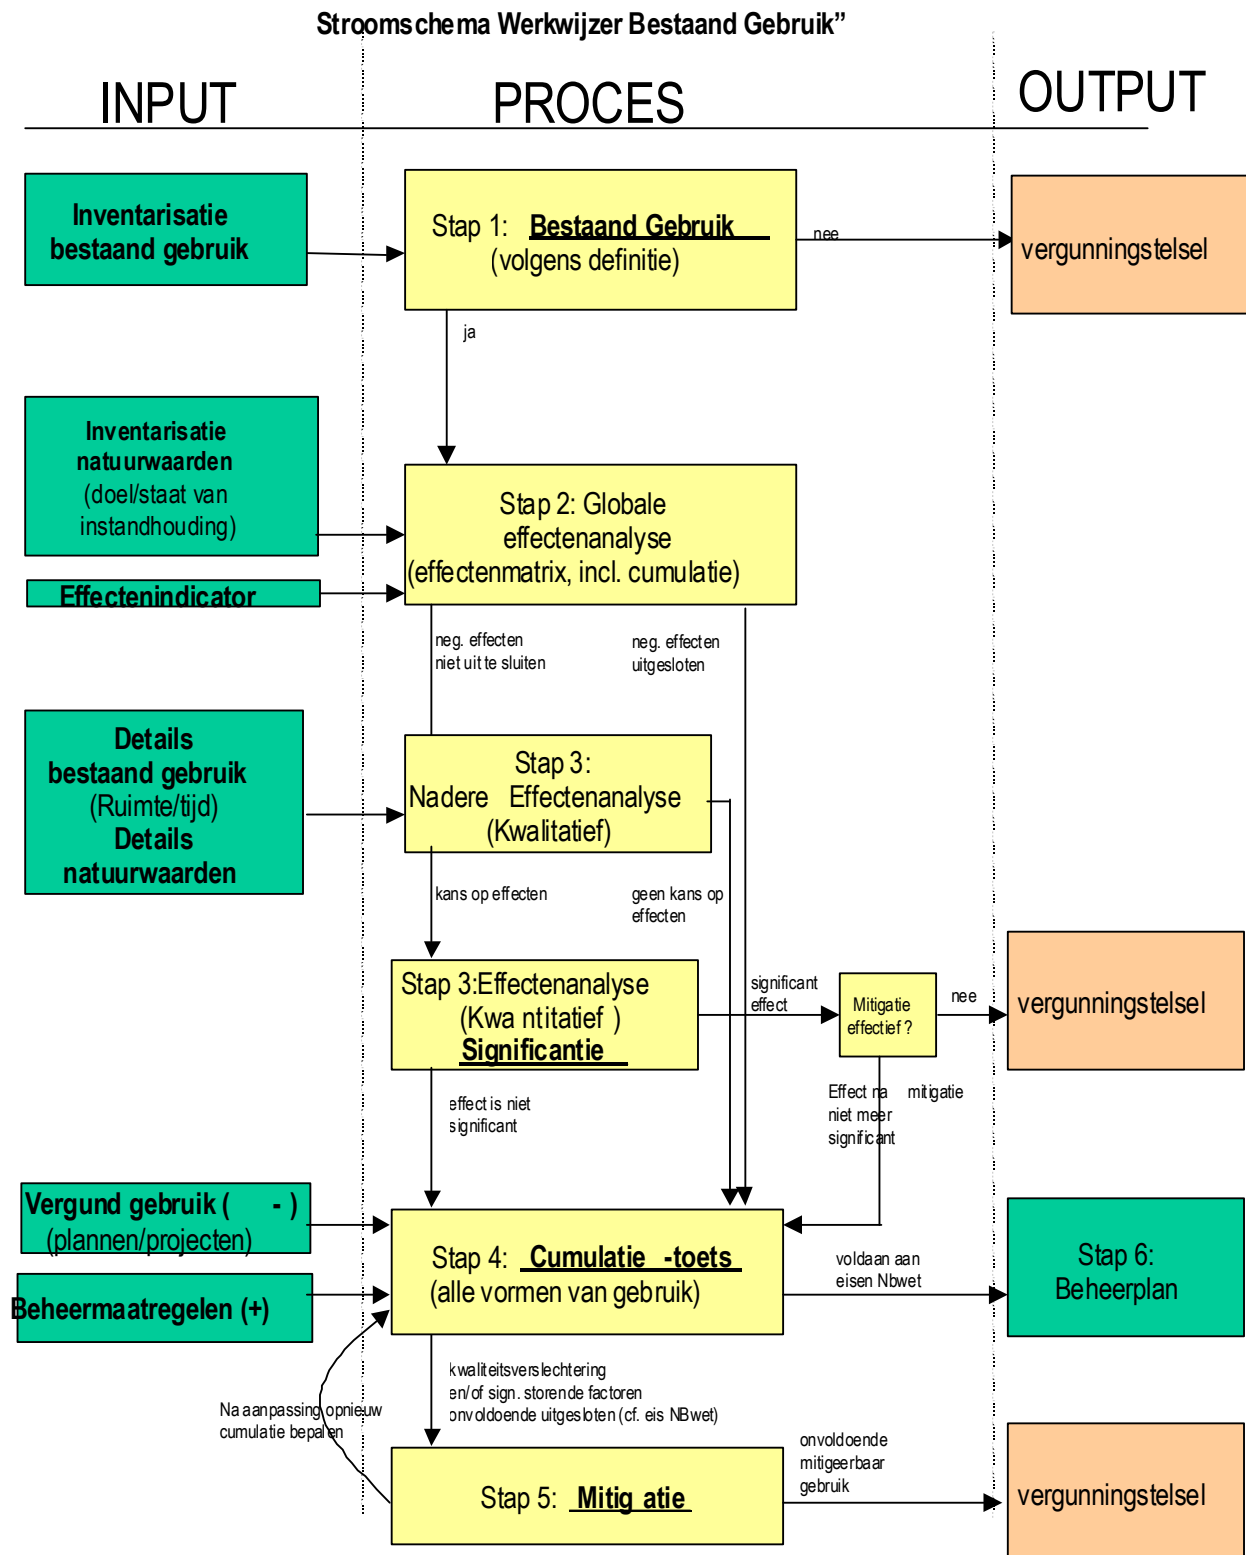 Stroomschema Werkwijzer Bestaand Gebruik”
INPUT
PROCES
OUTPUT
Inventarisatie
bestaand gebruik
Stap 1: Bestaand Gebruik
(volgens definitie)
nee
vergunningstelsel
ja
Inventarisatie
natuurwaarden
(doel/staat van
instandhouding)
Effectenindicator
Stap 2: Globale
effectenanalyse
(effectenmatrix, incl. cumulatie)
neg. effecten
niet uit te sluiten
neg. effecten
uitgesloten
Details
bestaand gebruik
(Ruimte/tijd)
Details
natuurwaarden
Stap 3:
Nadere Effectenanalyse
(Kwalitatief)
kans op effecten
geen kans op
effecten
Stap 3:Effectenanalyse
(Kwa ntitatief )
Significantie
significant
effect
Mitigatie
effectief ?
nee
vergunningstelsel
effect is niet
significant
Effect na mitigatie
niet meer
significant
Vergund gebruik ( - )
(plannen/projecten)
Beheermaatregelen (+)
Stap 4: Cumulatie -toets
(alle vormen van gebruik)
voldaan aan
eisen Nbwet
Stap 6:
Beheerplan
kwaliteitsverslechtering
en/of sign. storende factoren
onvoldoende uitgesloten (cf. eis NBwet)
Na aanpassing opnieuw
cumulatie bepalen
Stap 5: Mitig atie
onvoldoende
mitigeerbaar
gebruik
vergunningstelsel